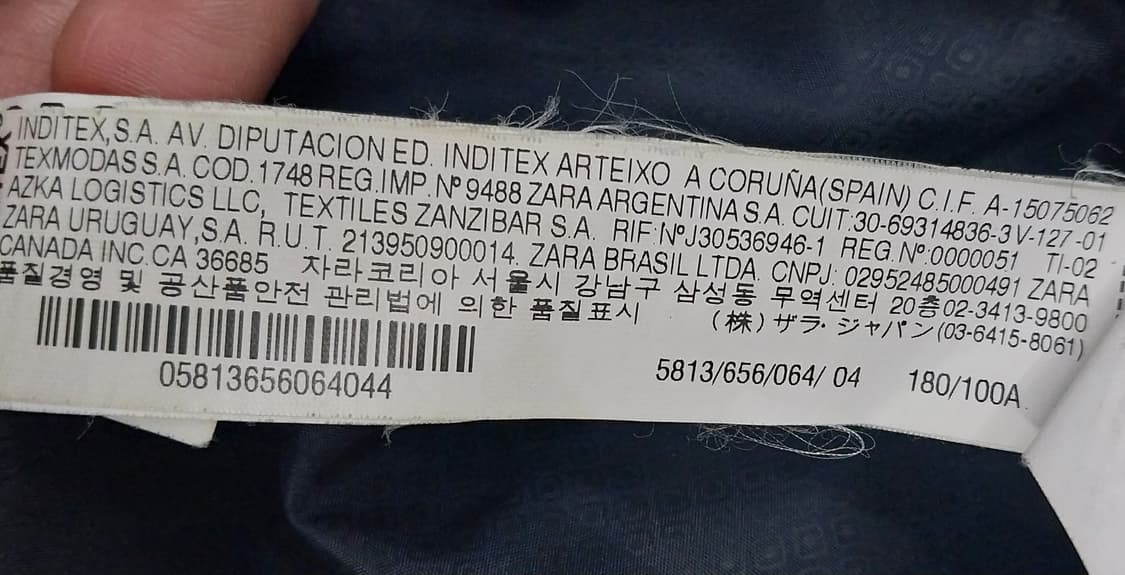 INDITEX,S.A. AV. DIPUTACION ED. INDITEX ARTEIXO A CORUÑA(SPAIN) C.I.F. A-15075062
TEXMODAS S.A. COD.1748 REG.IMP. Nº 9488 ZARA ARGENTINA S.A. CUIT:30-69314836-3 V-127-01
AZKA LOGISTICS LLC, TEXTILES ZANZIBAR S.A. RIF:NºJ30536946-1 REG.Nº:0000051 TI-02
ZARA URUGUAY,S.A. R.U.T. 213950900014. ZARA BRASIL LTDA. CNPJ: 02952485000491 ZARA
CANADA INC.CA 36685 자라코리아 서울시 강남구 삼성동 무역센터 20층02-3413-9800
품질경영 및 공산품안전 관리법에 의한 품질표시 (株)ザラ・ジャパン(03-6415-8061)
05813656064044
5813/656/064/ 04 180/100A